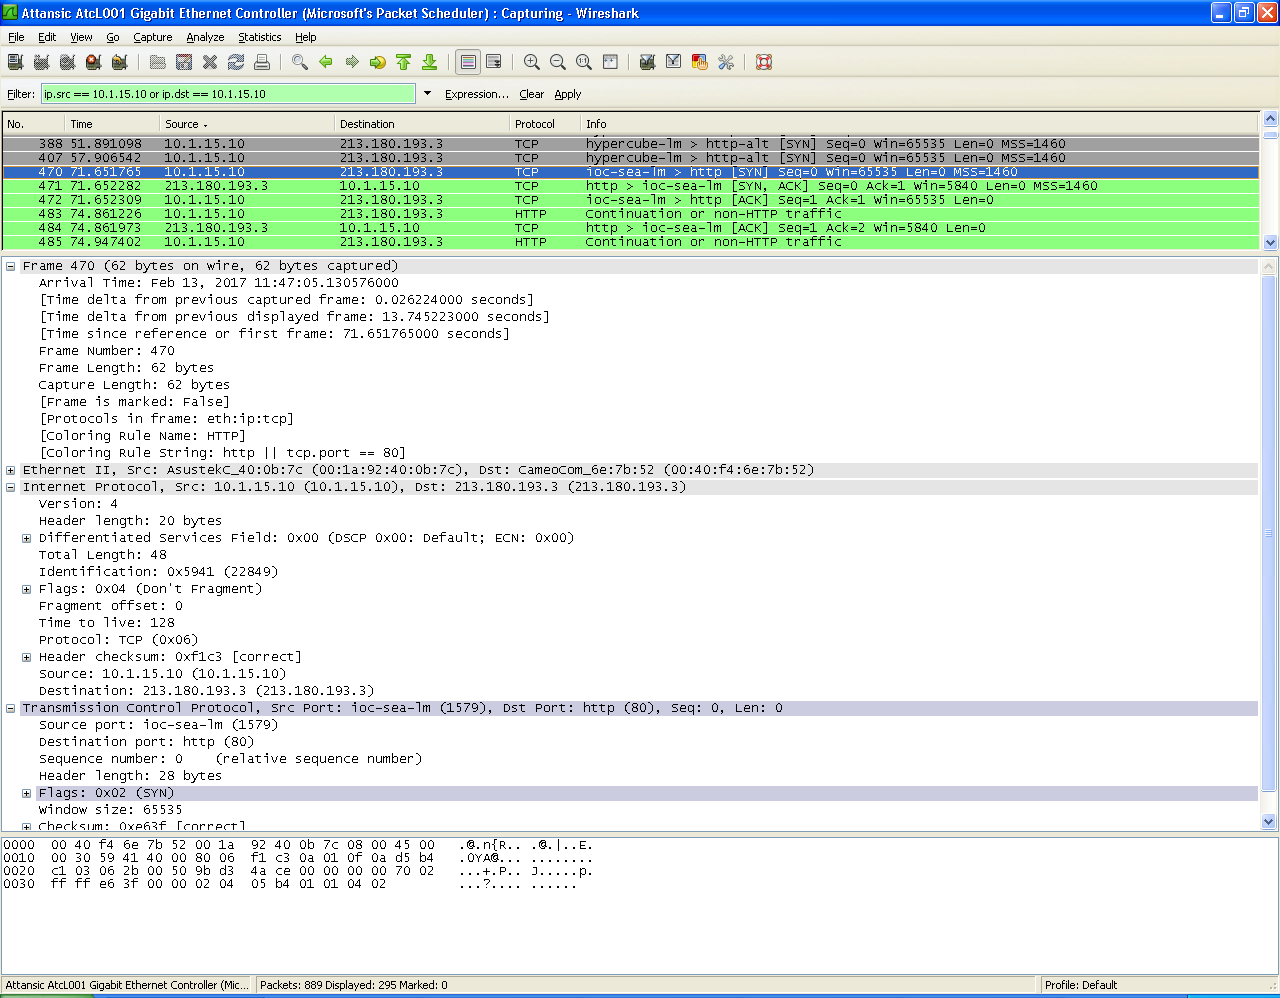 Attansic AtcL001 Gigabit Ethernet Controller (Microsoft's Packet Scheduler) : Capturing - Wireshark
File Edit View Go Capture Analyze Statistics Help
Filter: ip.src == 10.1.15.10 or ip.dst == 10.1.15.10 Expression... Clear Apply
No. Time Source Destination Protocol Info
388 51.891098 10.1.15.10 213.180.193.3 TCP hypercube-lm > http-alt [SYN] Seq=0 Win=65535 Len=0 MSS=1460
407 57.906542 10.1.15.10 213.180.193.3 TCP hypercube-lm > http-alt [SYN] Seq=0 Win=65535 Len=0 MSS=1460
470 71.651765 10.1.15.10 213.180.193.3 TCP ioc-sea-lm > http [SYN] Seq=0 Win=65535 Len=0 MSS=1460
471 71.652282 213.180.193.3 10.1.15.10 TCP http > ioc-sea-lm [SYN, ACK] Seq=0 Ack=1 Win=5840 Len=0 MSS=1460
472 71.652309 10.1.15.10 213.180.193.3 TCP ioc-sea-lm > http [ACK] Seq=1 Ack=1 Win=65535 Len=0
483 74.861226 10.1.15.10 213.180.193.3 HTTP Continuation or non-HTTP traffic
484 74.861973 213.180.193.3 10.1.15.10 TCP http > ioc-sea-lm [ACK] Seq=1 Ack=2 Win=5840 Len=0
485 74.947402 10.1.15.10 213.180.193.3 HTTP Continuation or non-HTTP traffic
Frame 470 (62 bytes on wire, 62 bytes captured)
Arrival Time: Feb 13, 2017 11:47:05.130576000
[Time delta from previous captured frame: 0.026224000 seconds]
[Time delta from previous displayed frame: 13.745223000 seconds]
[Time since reference or first frame: 71.651765000 seconds]
Frame Number: 470
Frame Length: 62 bytes
Capture Length: 62 bytes
[Frame is marked: False]
[Protocols in frame: eth:ip:tcp]
[Coloring Rule Name: HTTP]
[Coloring Rule String: http || tcp.port == 80]
Ethernet II, Src: AsustekC_40:0b:7c (00:1a:92:40:0b:7c), Dst: CameoCom_6e:7b:52 (00:40:f4:6e:7b:52)
Internet Protocol, Src: 10.1.15.10 (10.1.15.10), Dst: 213.180.193.3 (213.180.193.3)
Version: 4
Header length: 20 bytes
Differentiated Services Field: 0x00 (DSCP 0x00: Default; ECN: 0x00)
Total Length: 48
Identification: 0x5941 (22849)
Flags: 0x04 (Don't Fragment)
Fragment offset: 0
Time to live: 128
Protocol: TCP (0x06)
Header checksum: 0xf1c3 [correct]
Source: 10.1.15.10 (10.1.15.10)
Destination: 213.180.193.3 (213.180.193.3)
Transmission Control Protocol, Src Port: ioc-sea-lm (1579), Dst Port: http (80), Seq: 0, Len: 0
Source port: ioc-sea-lm (1579)
Destination port: http (80)
Sequence number: 0 (relative sequence number)
Header length: 28 bytes
Flags: 0x02 (SYN)
Window size: 65535
Checksum: 0xe63f [correct]
0000 00 40 f4 6e 7b 52 00 1a 92 40 0b 7c 08 00 45 00 .@.n{R.. .@.|..E.
0010 00 30 59 41 40 00 80 06 f1 c3 0a 01 0f 0a d5 b4 .0YA@... ........
0020 c1 03 06 2b 00 50 9b d3 4a ce 00 00 00 00 70 02 ...+.P.. J.....p.
0030 ff ff e6 3f 00 00 02 04 05 b4 01 01 04 02 ...?.... ......
Attansic AtcL001 Gigabit Ethernet Controller (Mic... Packets: 889 Displayed: 295 Marked: 0 Profile: Default